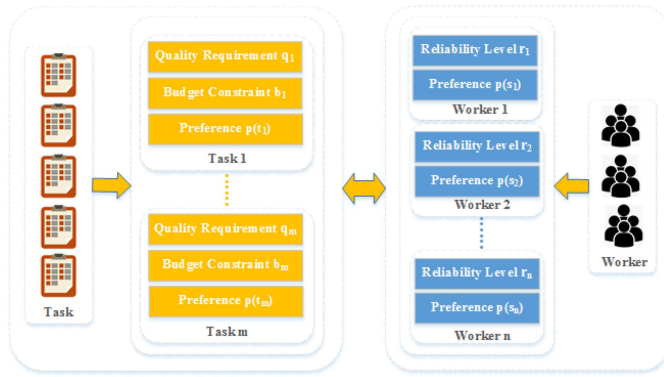 Quality Requirement q1
Budget Constraint b1
Preference p(t1)
Task 1
Quality Requirement qm
Budget Constraint bm
Preference p(tm)
Task m
Task
Reliability Level r1
Preference p(s1)
Worker 1
Reliability Level r2
Preference p(s2)
Worker 2
Reliability Level rn
Preference p(sn)
Worker n
Worker